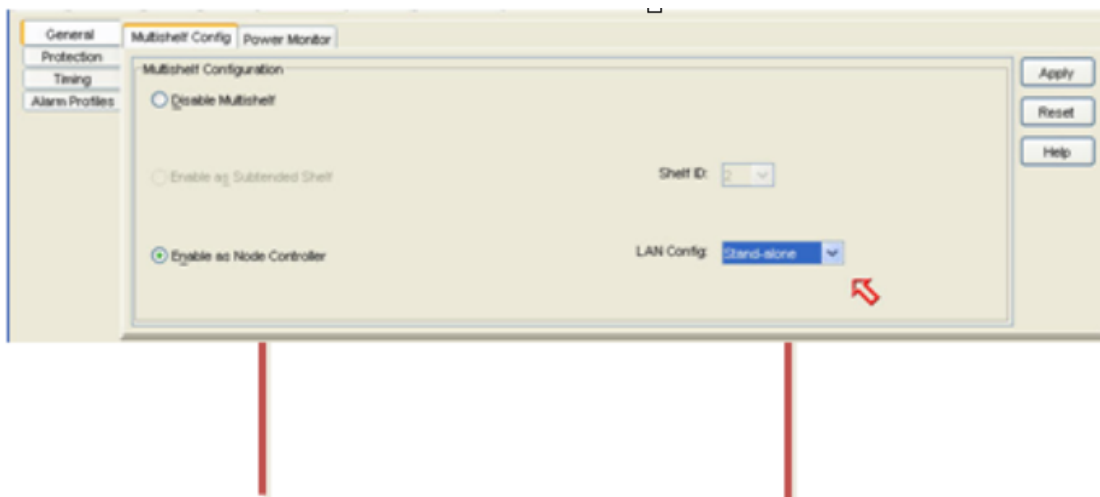 General
Protection
Timing
Alarm Profiles
Multishelf Config
Power Monitor
Multishelf Configuration
Disable Multishelf
Enable as Subtended Shelf
Shelf ID: 2
Enable as Node Controller
LAN Config: Stand-alone
Apply
Reset
Help